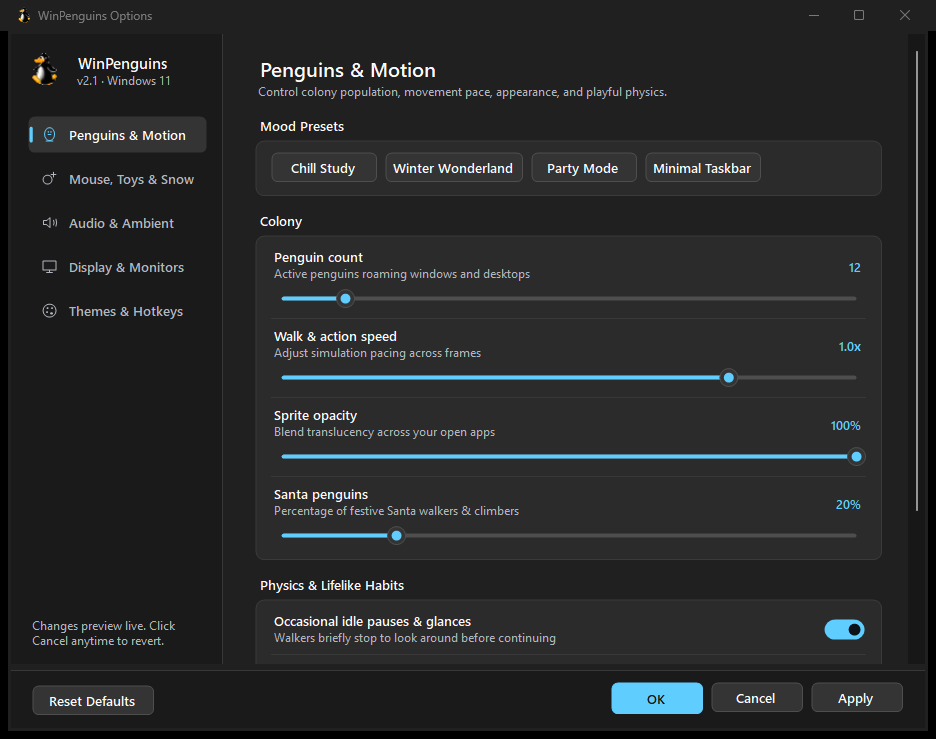 WinPenguins Options
WinPenguins
v2.1 · Windows 11
Penguins & Motion
Mouse, Toys & Snow
Audio & Ambient
Display & Monitors
Themes & Hotkeys
Changes preview live. Click
Cancel anytime to revert.
Penguins & Motion
Control colony population, movement pace, appearance, and playful physics.
Mood Presets
Chill Study Winter Wonderland Party Mode Minimal Taskbar
Colony
Penguin count
Active penguins roaming windows and desktops
12
Walk & action speed
Adjust simulation pacing across frames
1.0x
Sprite opacity
Blend translucency across your open apps
100%
Santa penguins
Percentage of festive Santa walkers & climbers
20%
Physics & Lifelike Habits
Occasional idle pauses & glances
Walkers briefly stop to look around before continuing
Reset Defaults OK Cancel Apply